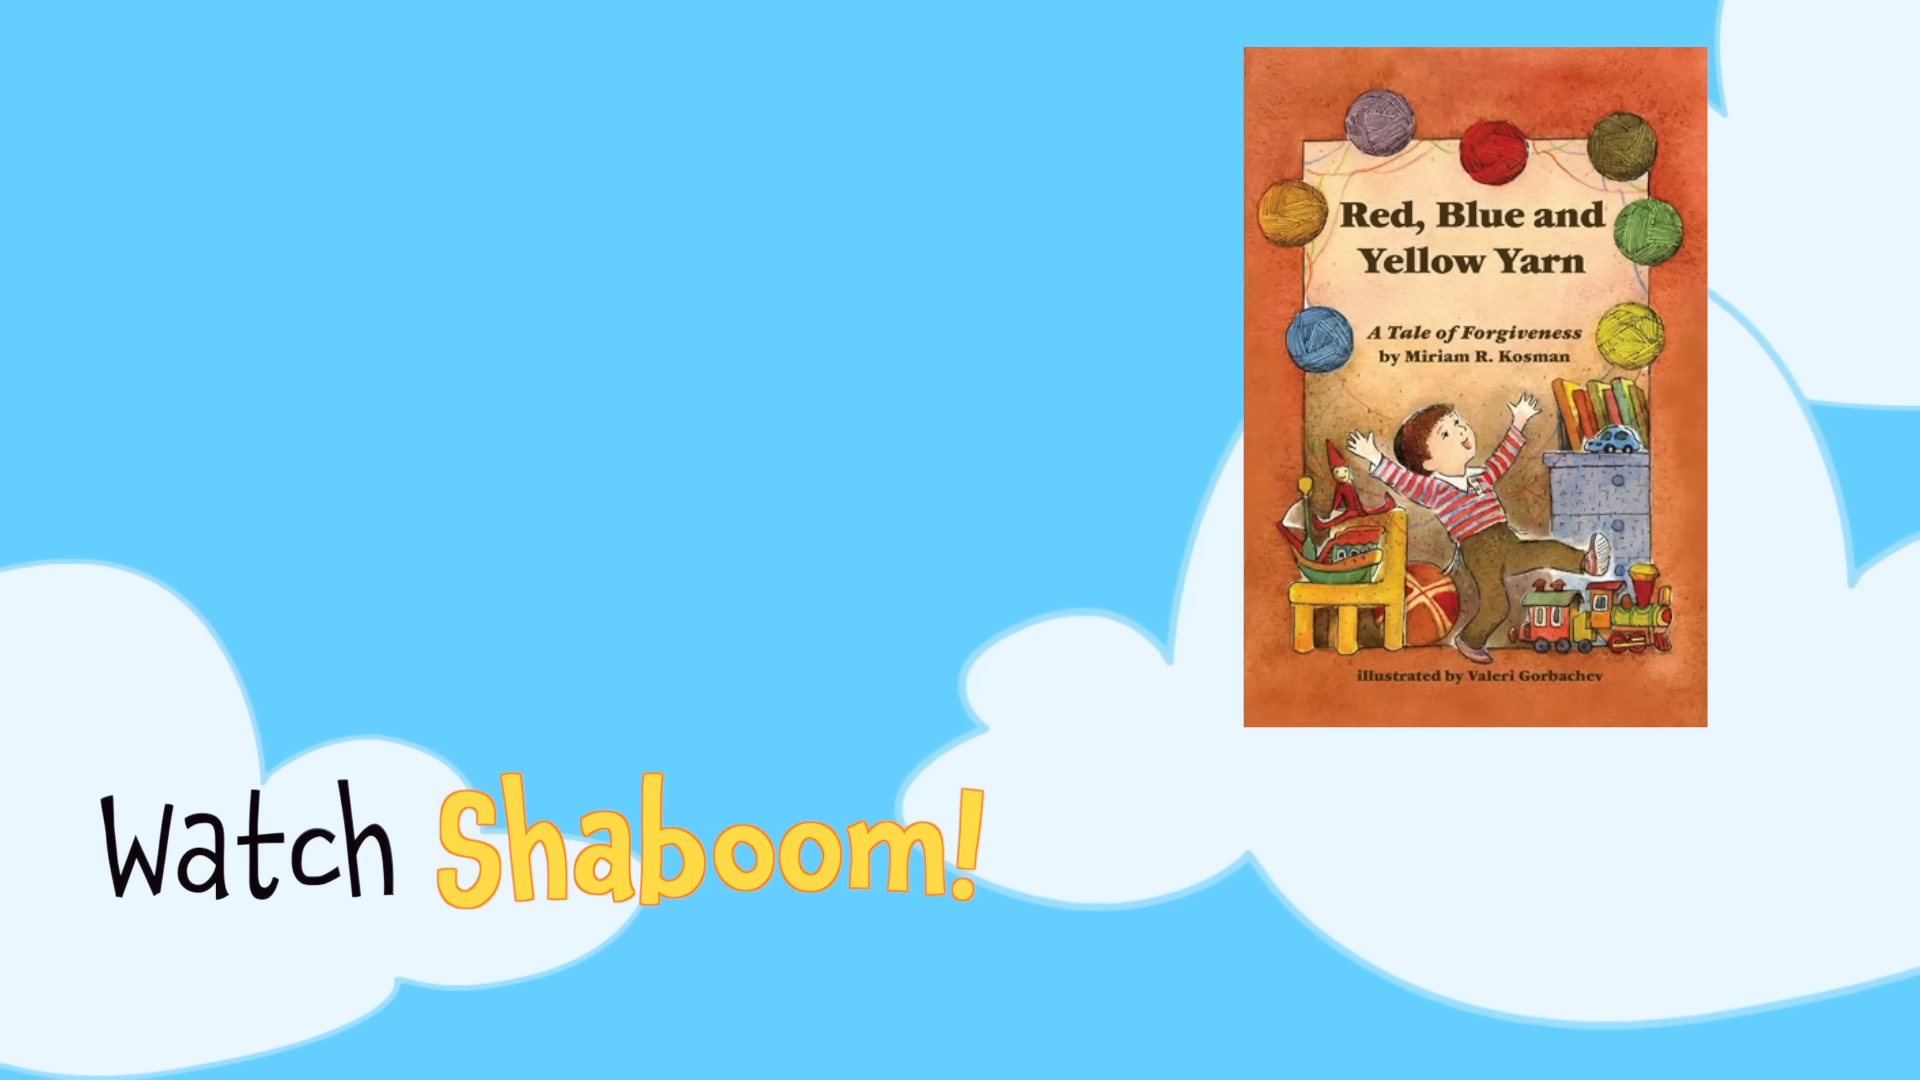 Red, Blue and
Yellow Yarn
A Tale of Forgiveness
by Miriam R. Kosman
illustrated by Valeri Gorbachev
Watch Shaboom!